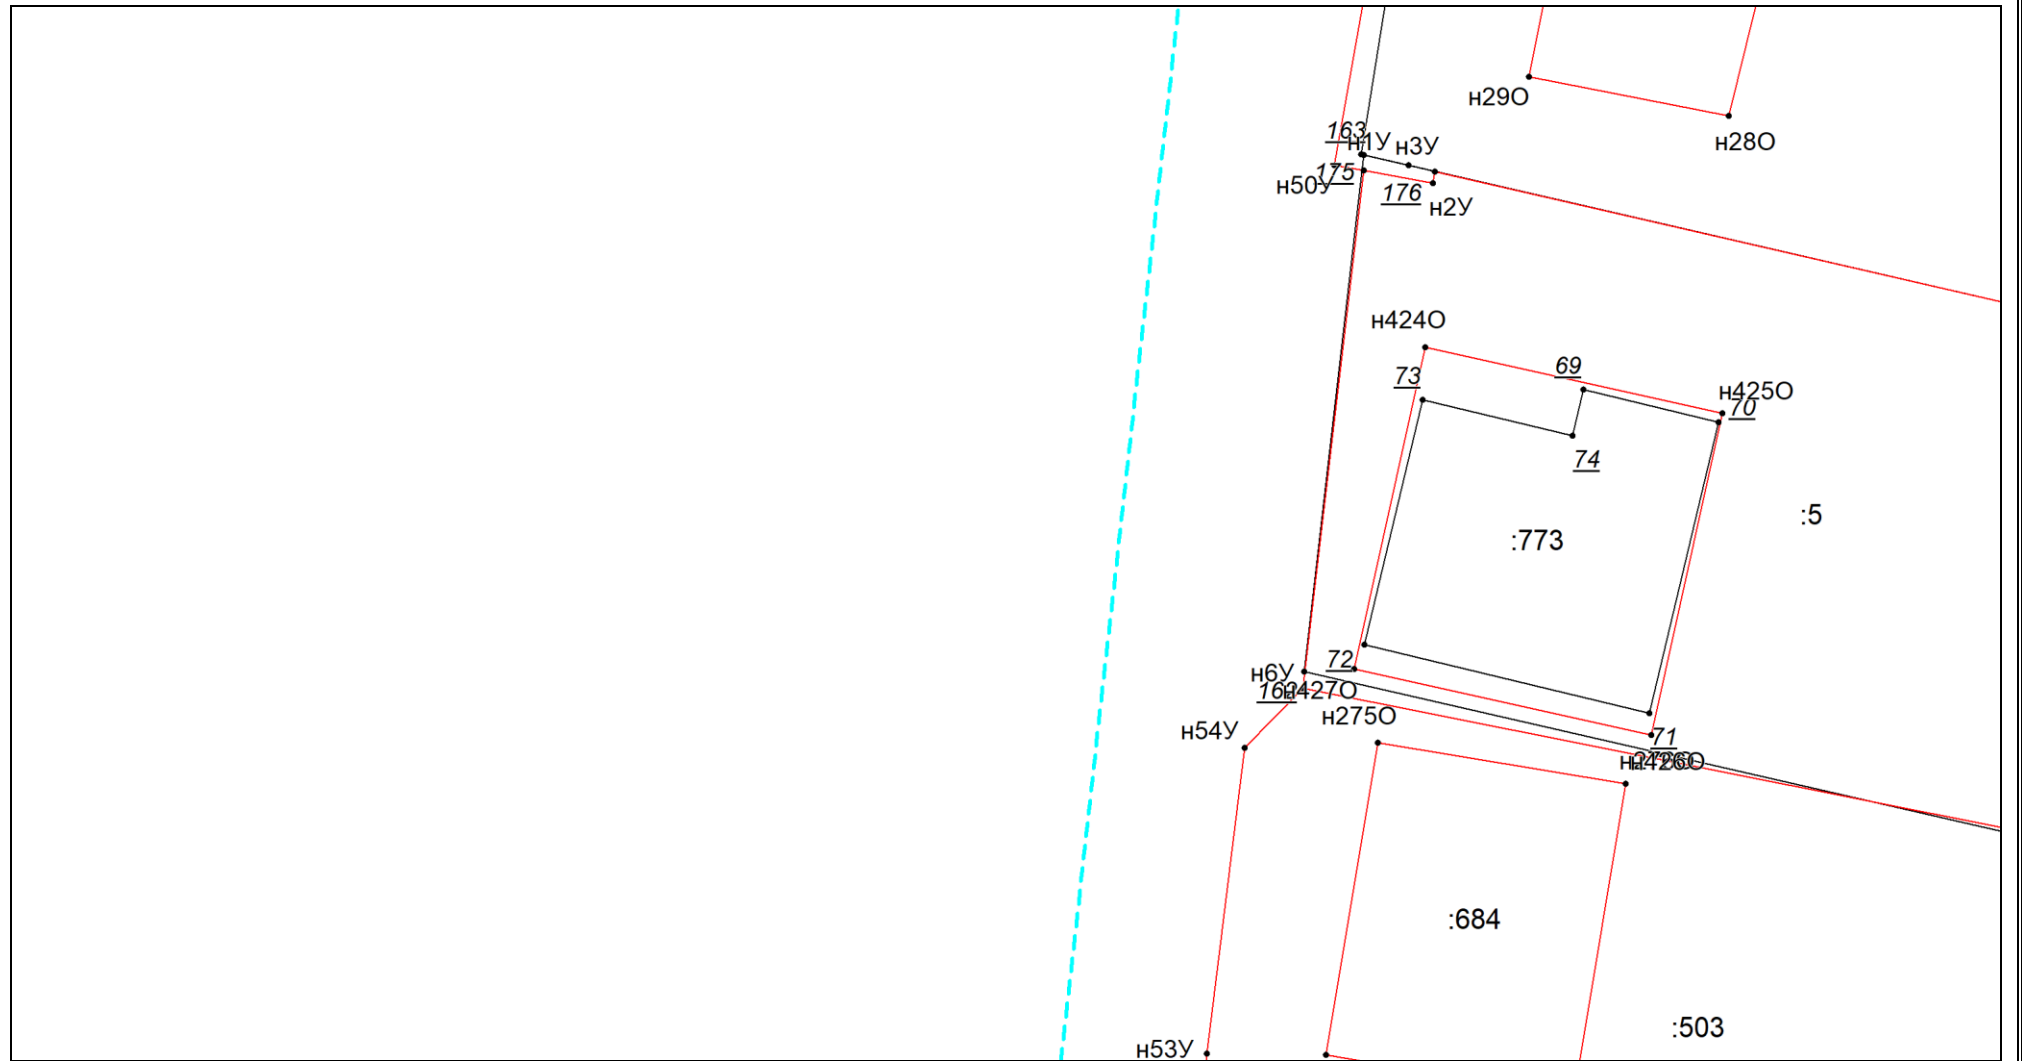 н29О
н28О
163
н1У
н3У
175
н50У
176
н2У
н424О
69
73
н425О
70
74
:5
:773
72
н6У
н427О
н275О
н54У
71
н426О
:684
:503
н53У